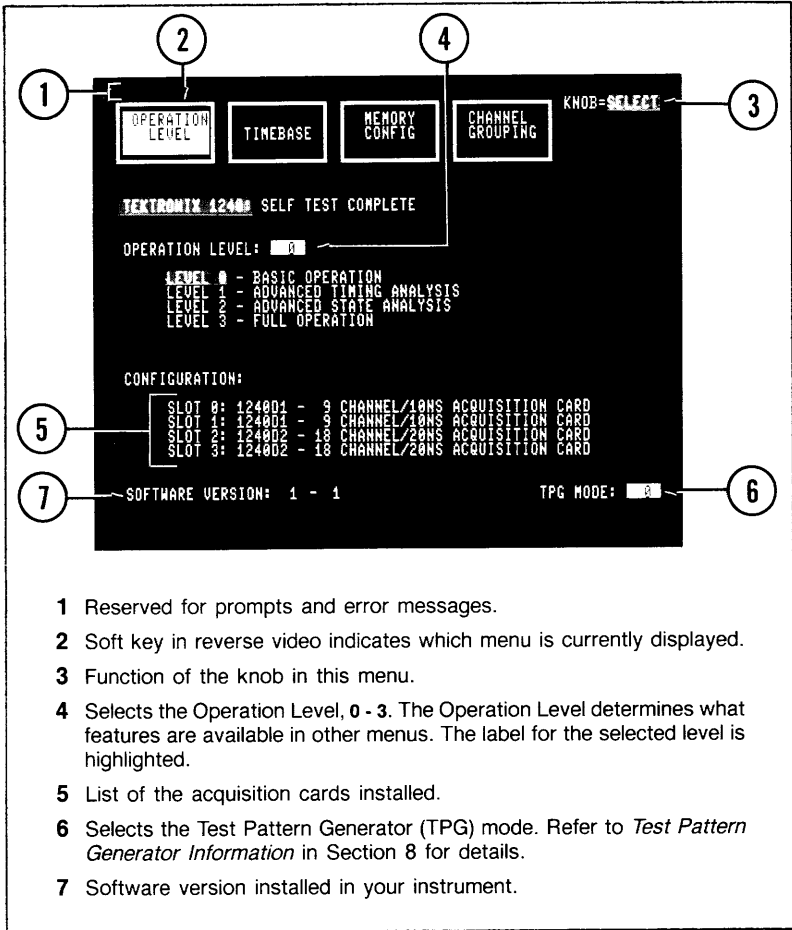 2
4
1
3
KNOB=SELECT
OPERATION LEVEL
TIMEBASE
MEMORY CONFIG
CHANNEL GROUPING
TEKTRONIX 1240: SELF TEST COMPLETE
OPERATION LEVEL: 0
LEVEL 0 - BASIC OPERATION
LEVEL 1 - ADVANCED TIMING ANALYSIS
LEVEL 2 - ADVANCED STATE ANALYSIS
LEVEL 3 - FULL OPERATION
CONFIGURATION:
5
SLOT 0: 1240D1 - 9 CHANNEL/10NS ACQUISITION CARD
SLOT 1: 1240D1 - 9 CHANNEL/10NS ACQUISITION CARD
SLOT 2: 1240D2 - 18 CHANNEL/20NS ACQUISITION CARD
SLOT 3: 1240D2 - 18 CHANNEL/20NS ACQUISITION CARD
7
SOFTWARE VERSION: 1 - 1
TPG MODE: 0
6
1 Reserved for prompts and error messages.
2 Soft key in reverse video indicates which menu is currently displayed.
3 Function of the knob in this menu.
4 Selects the Operation Level, 0 - 3. The Operation Level determines what
features are available in other menus. The label for the selected level is
highlighted.
5 List of the acquisition cards installed.
6 Selects the Test Pattern Generator (TPG) mode. Refer to Test Pattern
Generator Information in Section 8 for details.
7 Software version installed in your instrument.